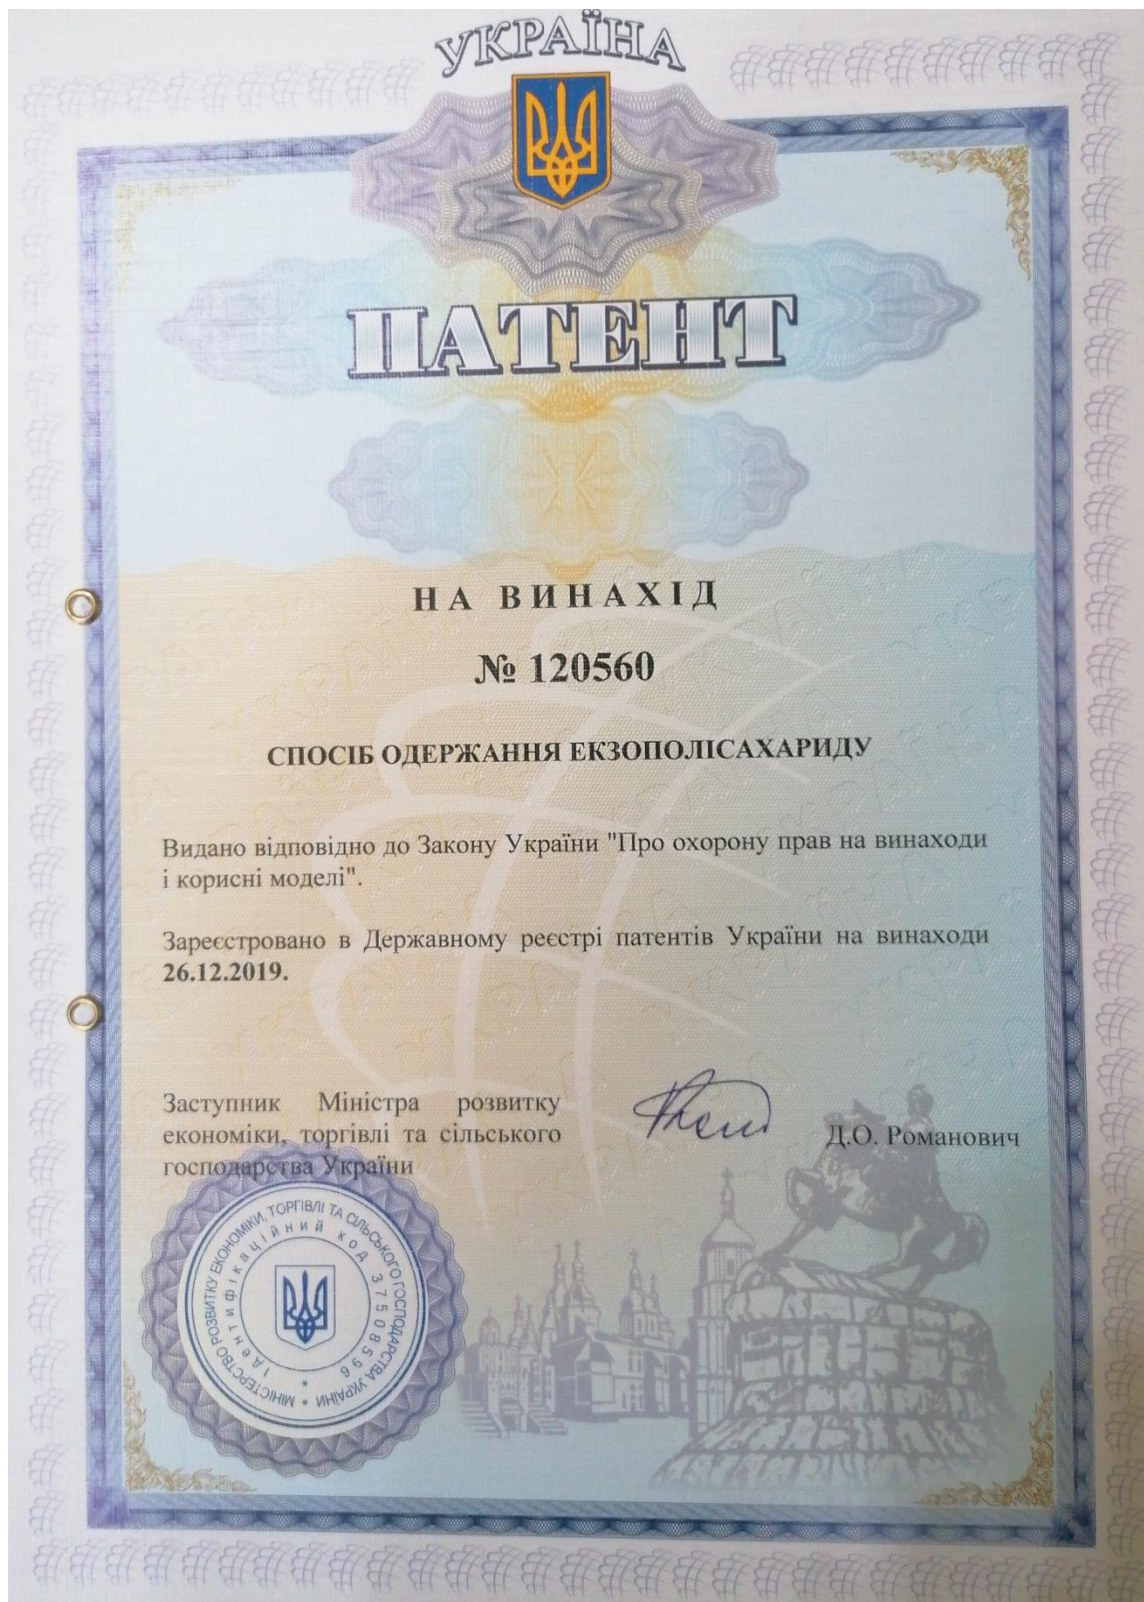 УКРАЇНА
ПАТЕНТ
НА ВИНАХІД
№ 120560
СПОСІБ ОДЕРЖАННЯ ЕКЗОПОЛІСАХАРИДУ
Видано відповідно до Закону України "Про охорону прав на винаходи
і корисні моделі".
Зареєстровано в Державному реєстрі патентів України на винаходи
26.12.2019.
Заступник Міністра розвитку
економіки, торгівлі та сільського
господарства України
Д.О. Романович
МІНІСТЕРСТВО РОЗВИТКУ ЕКОНОМІКИ, ТОРГІВЛІ ТА СІЛЬСЬКОГО ГОСПОДАРСТВА УКРАЇНИ *
Ідентифікаційний код 37508596 *